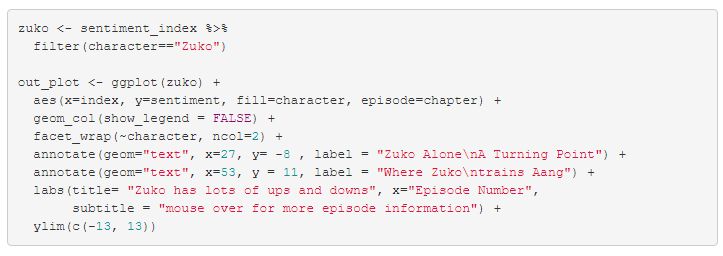 zuko <- sentiment_index %>%
  filter(character=="Zuko")

out_plot <- ggplot(zuko) +
  aes(x=index, y=sentiment, fill=character, episode=chapter) +
  geom_col(show_legend = FALSE) +
  facet_wrap(~character, ncol=2) +
  annotate(geom="text", x=27, y= -8 , label = "Zuko Alone\nA Turning Point") +
  annotate(geom="text", x=53, y = 11, label = "Where Zuko\ntrains Aang") +
  labs(title= "Zuko has lots of ups and downs", x="Episode Number",
       subtitle = "mouse over for more episode information") +
  ylim(c(-13, 13))